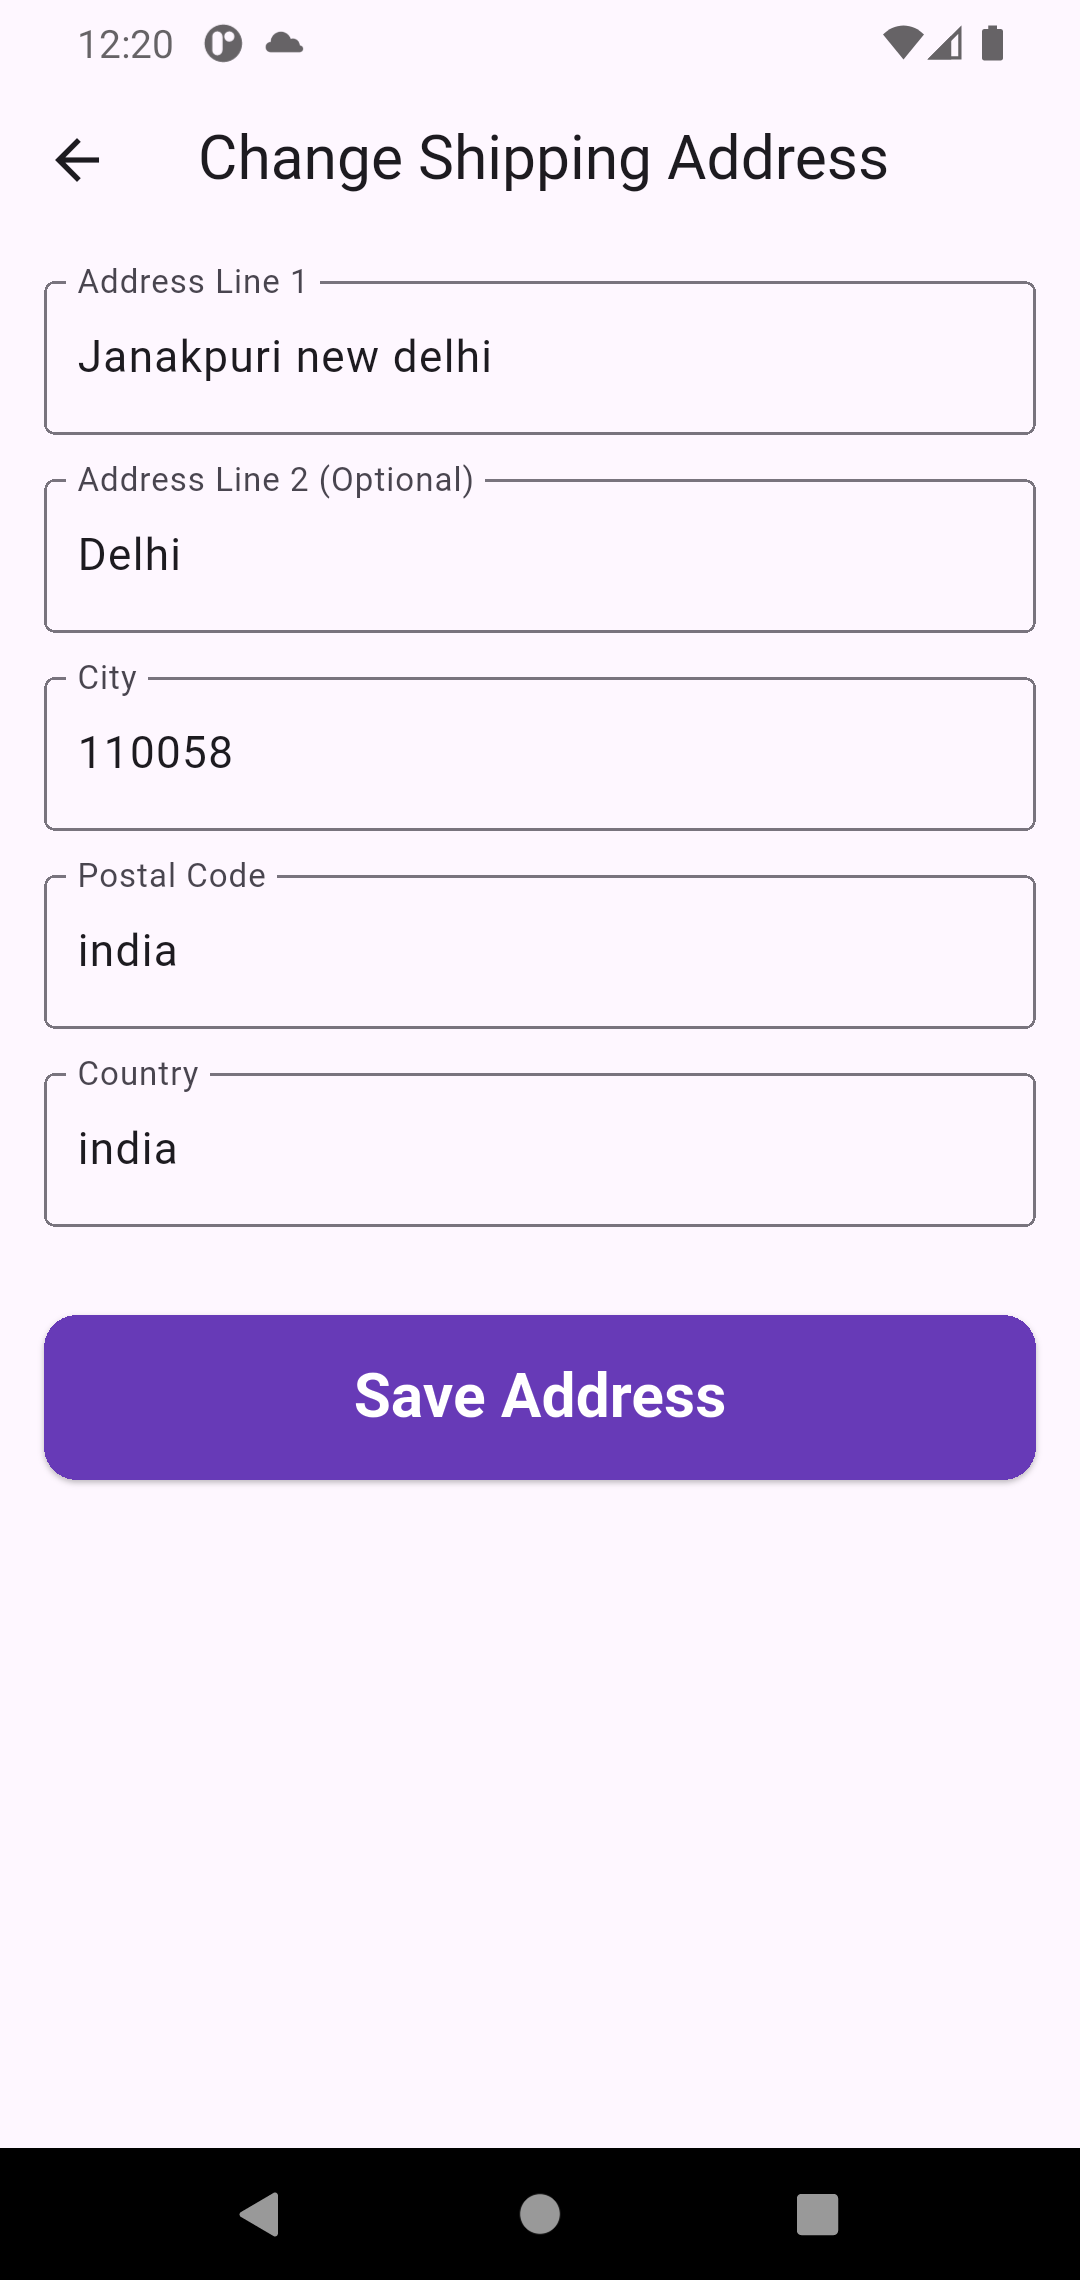 12:20
Change Shipping Address
Address Line 1
Janakpuri new delhi
Address Line 2 (Optional)
Delhi
City
110058
Postal Code
india
Country
india
Save Address